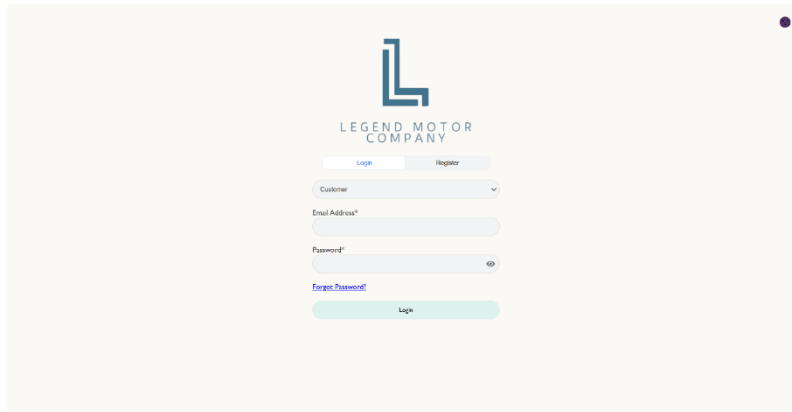 LEGEND MOTOR
COMPANY
Login
Register
Customer
Email Address*
Password*
Forgot Password?
Login